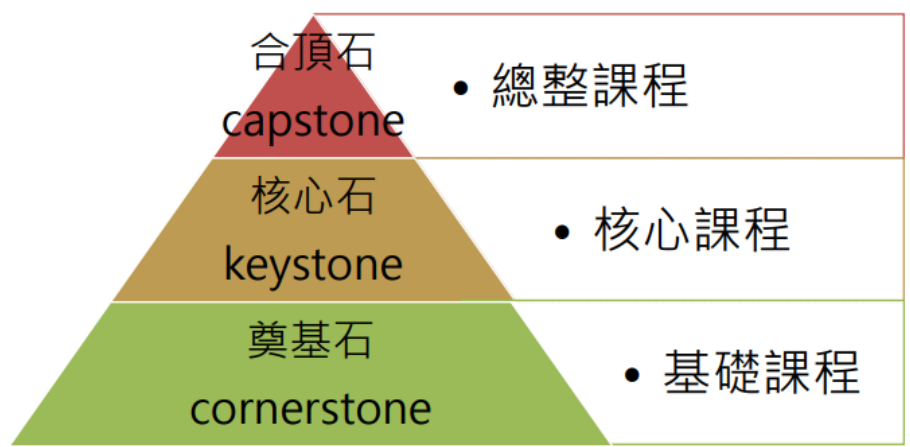 合頂石
capstone
• 總整課程
核心石
keystone
• 核心課程
奠基石
cornerstone
• 基礎課程